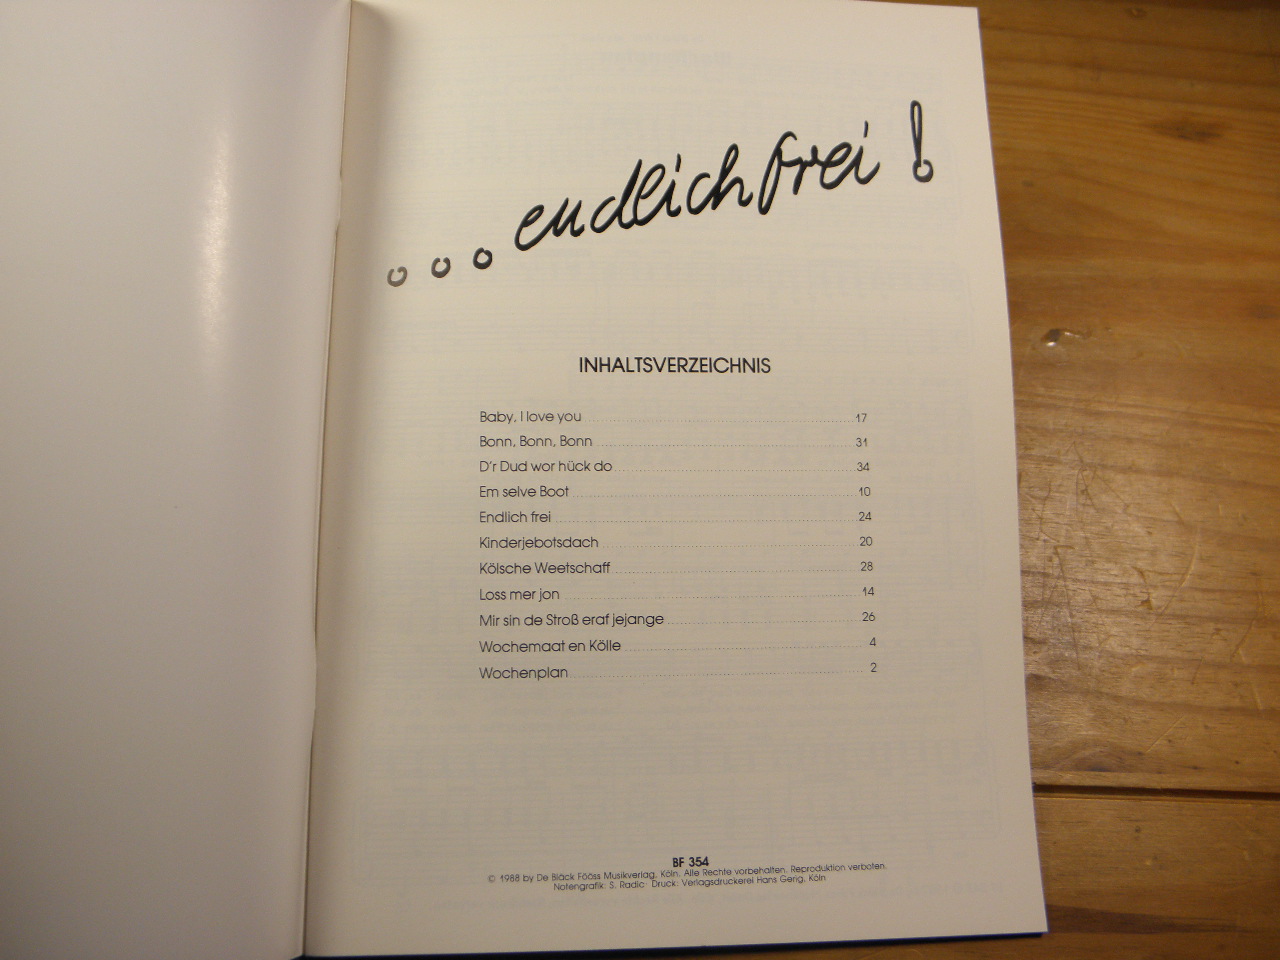 ...endlich frei!
INHALTSVERZEICHNIS
Baby, I love you 17
Bonn, Bonn, Bonn 31
D'r Dud wor hück do 34
Em selve Boot 10
Endlich frei 24
Kinderjebotsdach 20
Kölsche Weetschaff 28
Loss mer jon 14
Mir sin de Stroß eraf jejange 26
Wochemaat en Kölle 4
Wochenplan 2
BF 354
© 1988 by De Bläck Fööss Musikverlag, Köln. Alle Rechte vorbehalten. Reproduktion verboten.
Notengrafik: S. Radic · Druck: Verlagsdruckerei Hans Gerig, Köln